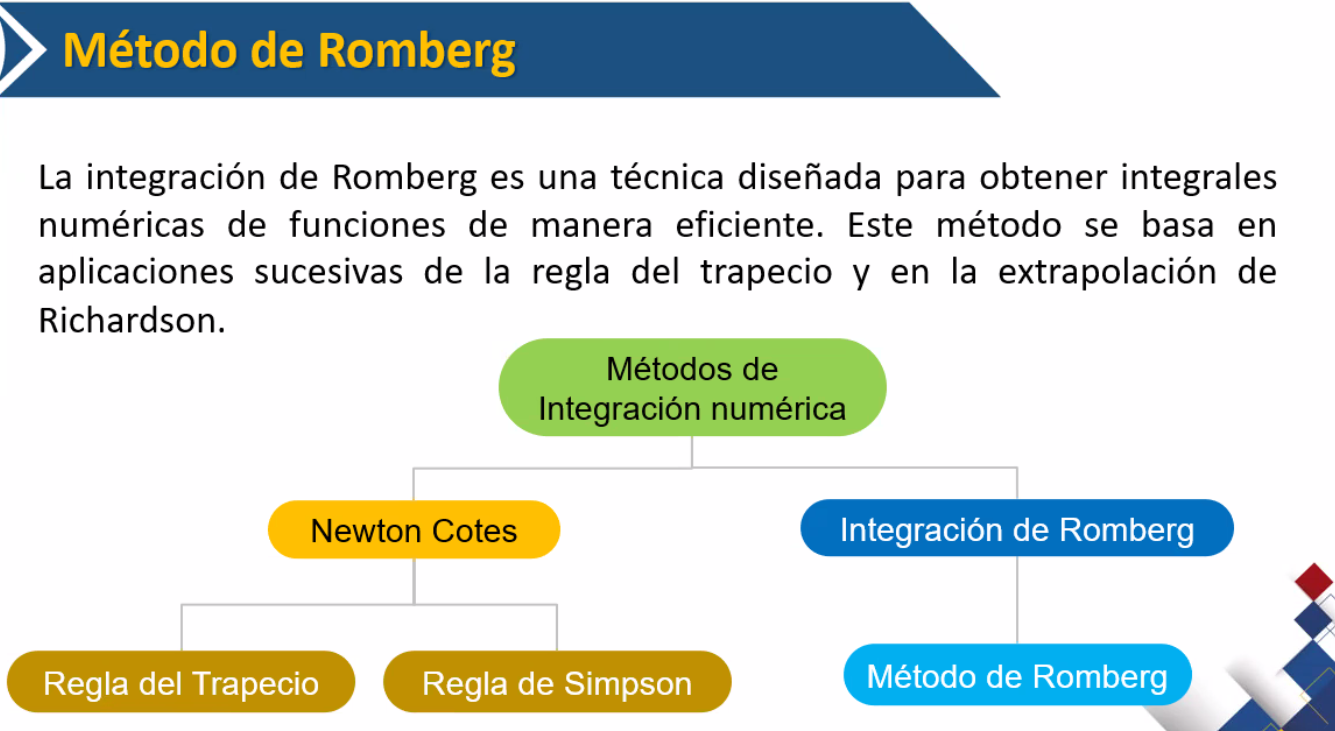 Método de Romberg
La integración de Romberg es una técnica diseñada para obtener integrales
numéricas de funciones de manera eficiente. Este método se basa en
aplicaciones sucesivas de la regla del trapecio y en la extrapolación de
Richardson.
Métodos de
Integración numérica
Newton Cotes
Integración de Romberg
Regla del Trapecio
Regla de Simpson
Método de Romberg